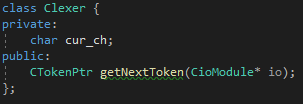 class Clexer {
private:
    char cur_ch;
public:
    CTokenPtr getNextToken(CioModule* io);
};